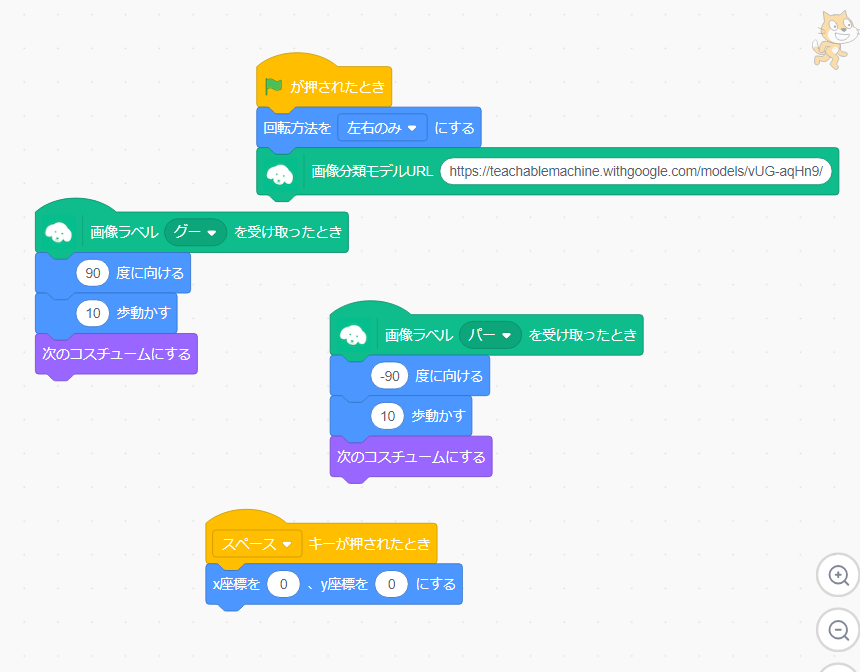 が押されたとき
回転方法を 左右のみ にする
画像分類モデルURL https://teachablemachine.withgoogle.com/models/vUG-aqHn9/
画像ラベル グー を受け取ったとき
90 度に向ける
10 歩動かす
次のコスチュームにする
画像ラベル パー を受け取ったとき
-90 度に向ける
10 歩動かす
次のコスチュームにする
スペース キーが押されたとき
x座標を 0 、y座標を 0 にする